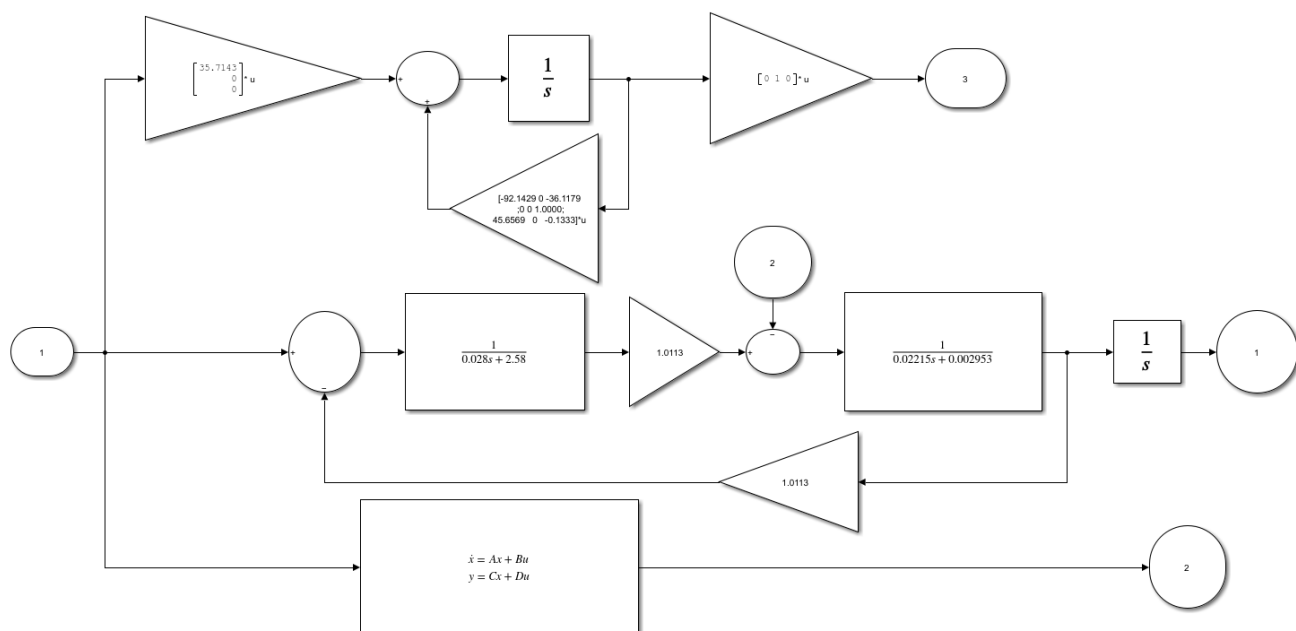 [35.7143
0
0]* u
+
+
1
s
[0 1 0]* u
3
[-92.1429 0 -36.1179
;0 0 1.0000;
45.6569 0 -0.1333]*u
2
1
+
−
1
0.028s + 2.58
1.0113
−
+
1
0.02215s + 0.002953
1
s
1
1.0113
ẋ = Ax + Bu
y = Cx + Du
2